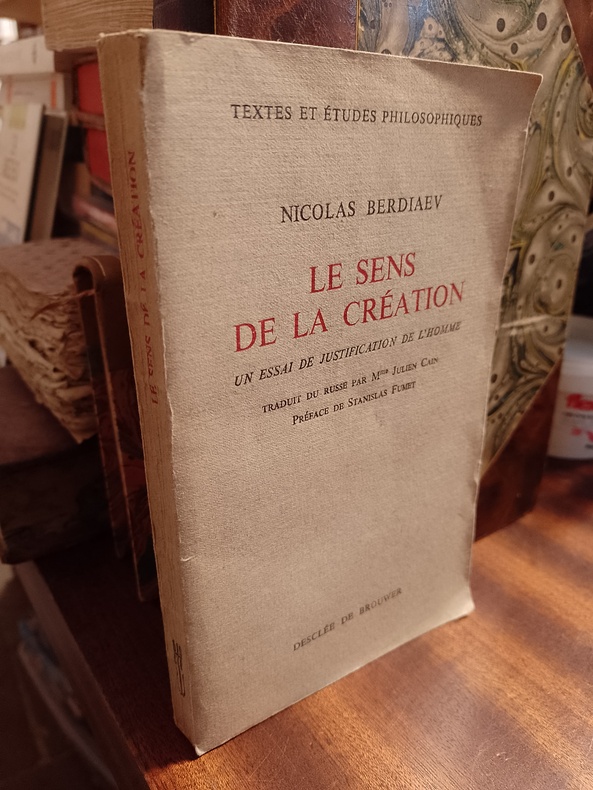 TEXTES ET ÉTUDES PHILOSOPHIQUES
NICOLAS BERDIAEV
LE SENS
DE LA CRÉATION
UN ESSAI DE JUSTIFICATION DE L'HOMME
TRADUIT DU RUSSE PAR Mme JULIEN CAIN
PRÉFACE DE STANISLAS FUMET
DESCLÉE DE BROUWER
LE SENS DE LA CRÉATION